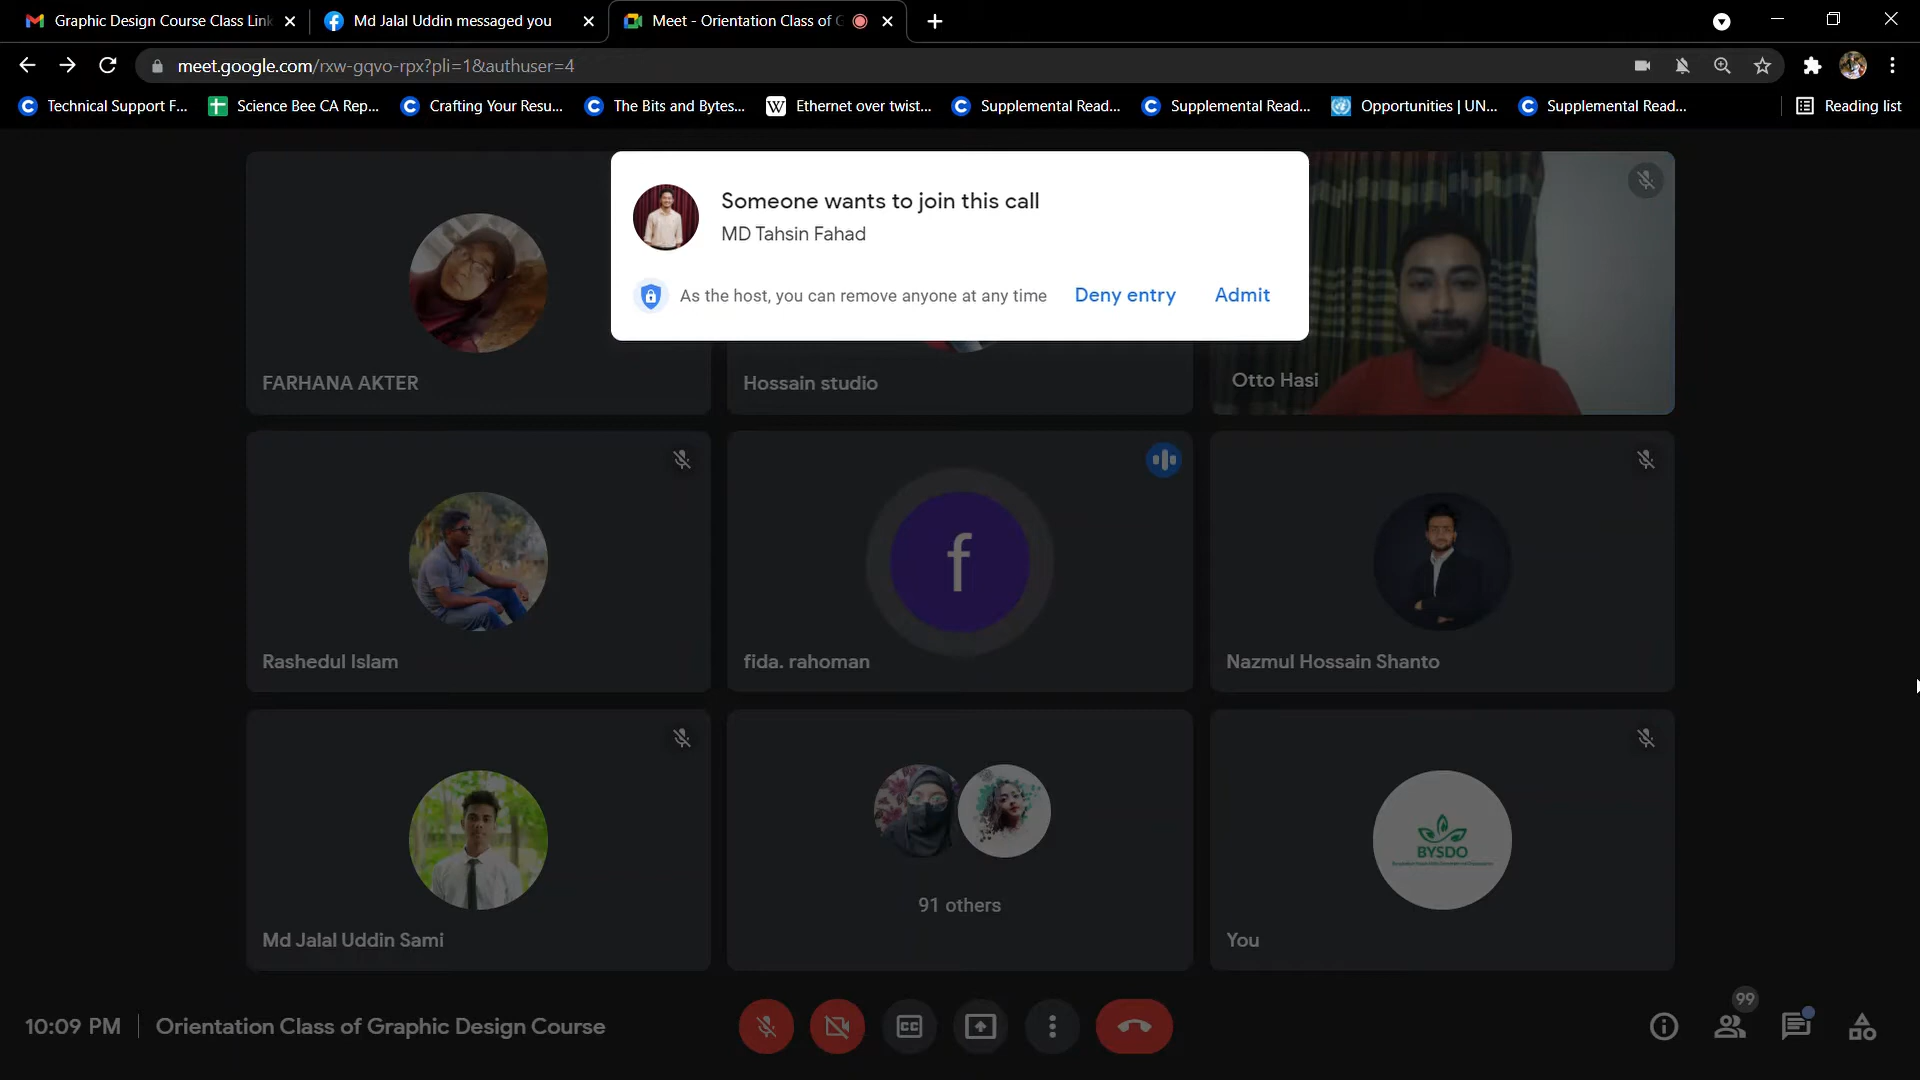 Graphic Design Course Class Link
Md Jalal Uddin messaged you
Meet - Orientation Class of G
meet.google.com/rxw-gqvo-rpx?pli=1&authuser=4
Technical Support F...
Science Bee CA Rep...
Crafting Your Resu...
The Bits and Bytes...
W
Ethernet over twist...
Supplemental Read...
Supplemental Read...
Opportunities | UN...
Supplemental Read...
Reading list
Someone wants to join this call
MD Tahsin Fahad
As the host, you can remove anyone at any time
Deny entry
Admit
FARHANA AKTER
Hossain studio
Otto Hasi
f
Rashedul Islam
fida. rahoman
Nazmul Hossain Shanto
BYSDO
91 others
Md Jalal Uddin Sami
You
10:09 PM
Orientation Class of Graphic Design Course
CC
99